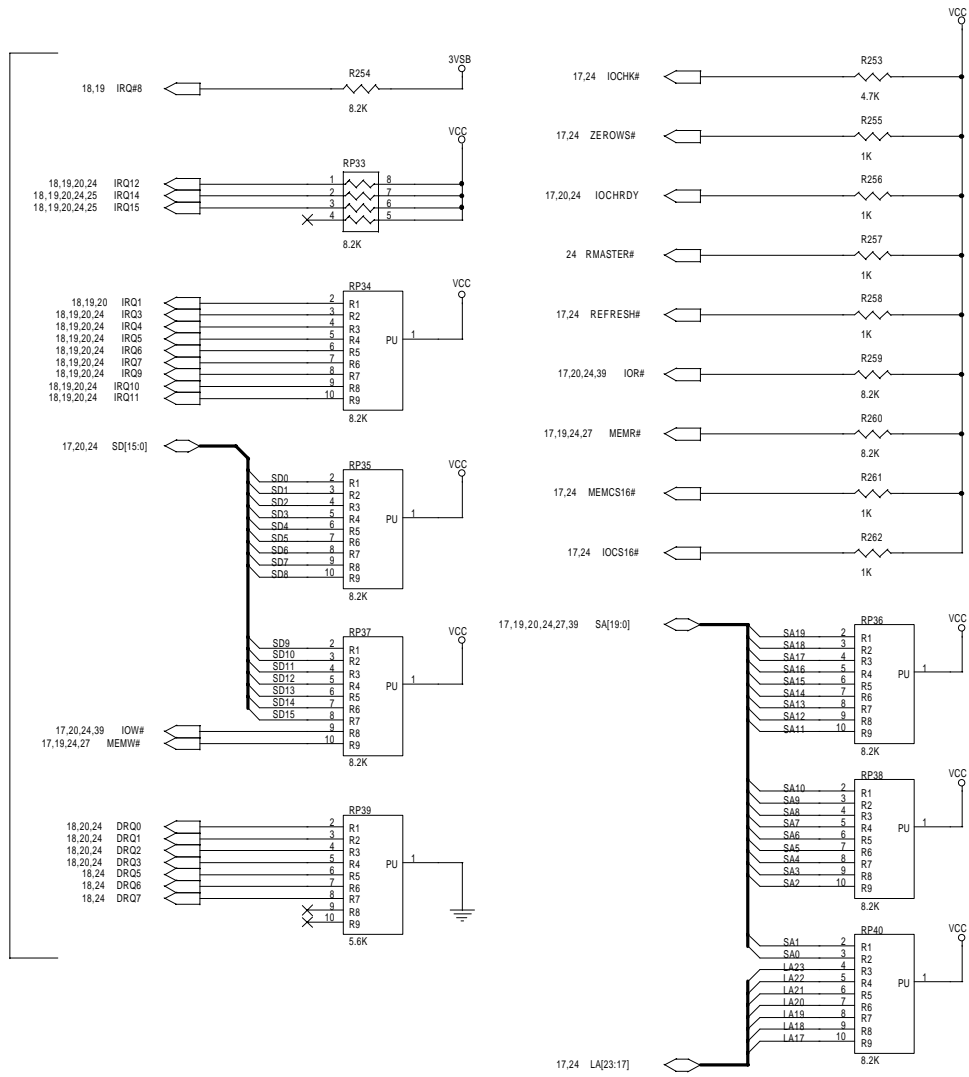 VCC
3VSB
18,19 IRQ#8
R254
8.2K
VCC
RP33
18,19,20,24 IRQ12 1 8
18,19,20,24,25 IRQ14 2 7
18,19,20,24,25 IRQ15 3 6
4 5
8.2K
VCC
RP34
18,19,20 IRQ1 2 R1
18,19,20,24 IRQ3 3 R2
18,19,20,24 IRQ4 4 R3
18,19,20,24 IRQ5 5 R4 PU 1
18,19,20,24 IRQ6 6 R5
18,19,20,24 IRQ7 7 R6
18,19,20,24 IRQ9 8 R7
18,19,20,24 IRQ10 9 R8
18,19,20,24 IRQ11 10 R9
8.2K
17,20,24 SD[15:0]
VCC
RP35
SD0 2 R1
SD1 3 R2
SD2 4 R3
SD3 5 R4 PU 1
SD4 6 R5
SD5 7 R6
SD6 8 R7
SD7 9 R8
SD8 10 R9
8.2K
VCC
RP37
SD9 2 R1
SD10 3 R2
SD11 4 R3
SD12 5 R4 PU 1
SD13 6 R5
SD14 7 R6
SD15 8 R7
17,20,24,39 IOW# 9 R8
17,19,24,27 MEMW# 10 R9
8.2K
RP39
18,20,24 DRQ0 2 R1
18,20,24 DRQ1 3 R2
18,20,24 DRQ2 4 R3
18,20,24 DRQ3 5 R4 PU 1
18,24 DRQ5 6 R5
18,24 DRQ6 7 R6
18,24 DRQ7 8 R7
9 R8
10 R9
5.6K
17,24 IOCHK#
R253
4.7K
17,24 ZEROWS#
R255
1K
17,20,24 IOCHRDY
R256
1K
24 RMASTER#
R257
1K
17,24 REFRESH#
R258
1K
17,20,24,39 IOR#
R259
8.2K
17,19,24,27 MEMR#
R260
8.2K
17,24 MEMCS16#
R261
1K
17,24 IOCS16#
R262
1K
17,19,20,24,27,39 SA[19:0]
VCC
RP36
SA19 2 R1
SA18 3 R2
SA17 4 R3
SA16 5 R4 PU 1
SA15 6 R5
SA14 7 R6
SA13 8 R7
SA12 9 R8
SA11 10 R9
8.2K
VCC
RP38
SA10 2 R1
SA9 3 R2
SA8 4 R3
SA7 5 R4 PU 1
SA6 6 R5
SA5 7 R6
SA4 8 R7
SA3 9 R8
SA2 10 R9
8.2K
VCC
RP40
SA1 2 R1
SA0 3 R2
LA23 4 R3
LA22 5 R4 PU 1
LA21 6 R5
LA20 7 R6
LA19 8 R7
LA18 9 R8
LA17 10 R9
8.2K
17,24 LA[23:17]